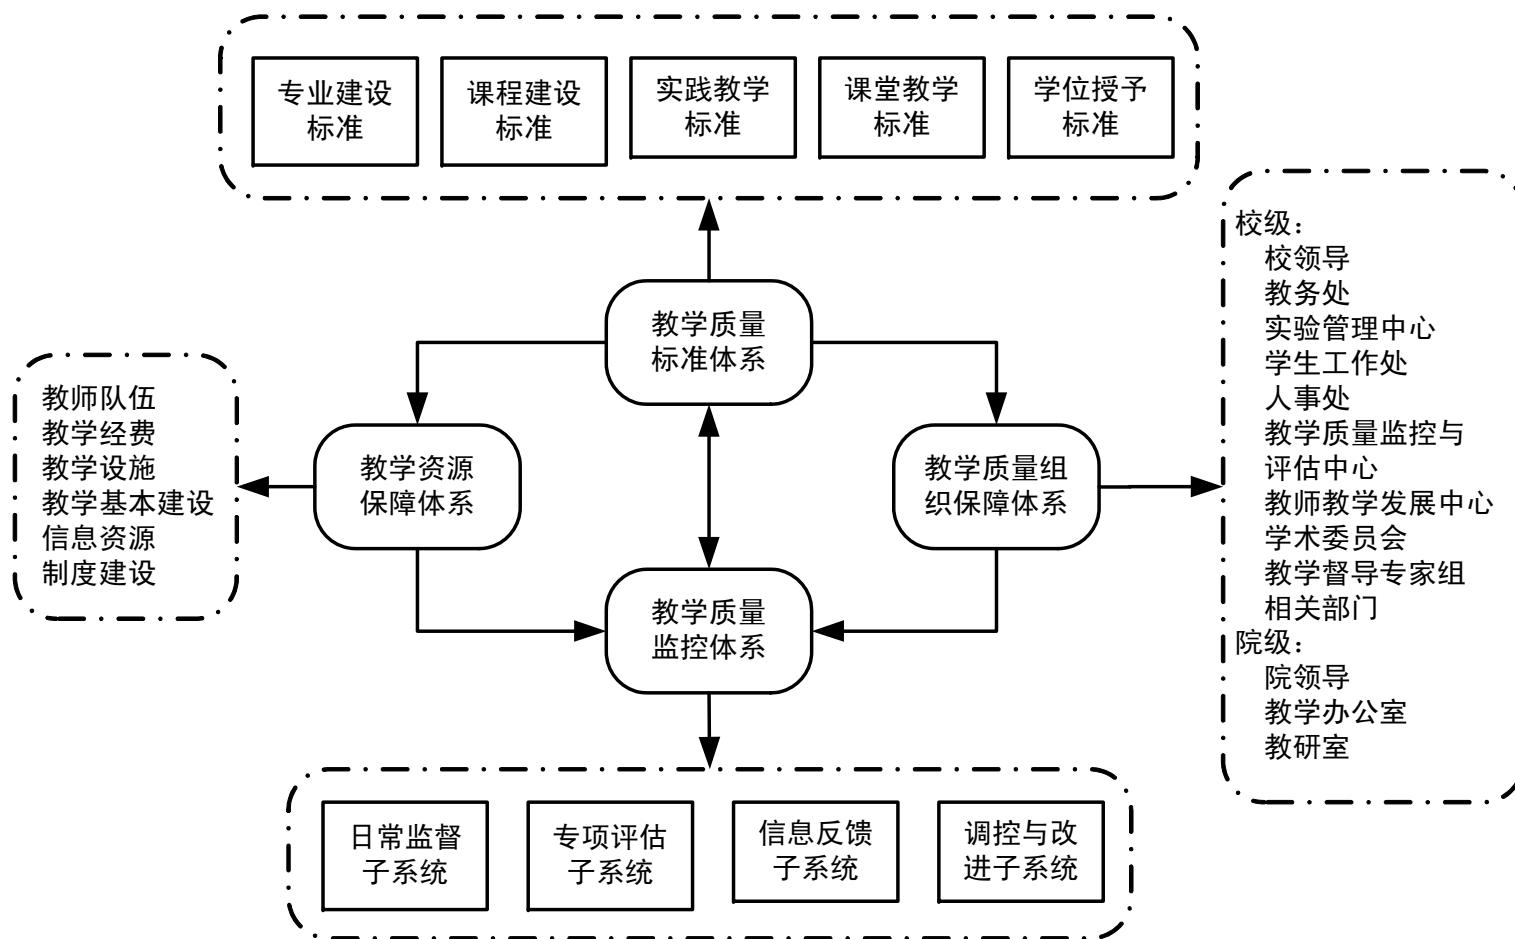 专业建设
标准
课程建设
标准
实践教学
标准
课堂教学
标准
学位授予
标准
教学质量
标准体系
教师队伍
教学经费
教学设施
教学基本建设
信息资源
制度建设
教学资源
保障体系
教学质量组
织保障体系
校级：
校领导
教务处
实验管理中心
学生工作处
人事处
教学质量监控与
评估中心
教师教学发展中心
学术委员会
教学督导专家组
相关部门
院级：
院领导
教学办公室
教研室
教学质量
监控体系
日常监督
子系统
专项评估
子系统
信息反馈
子系统
调控与改
进子系统